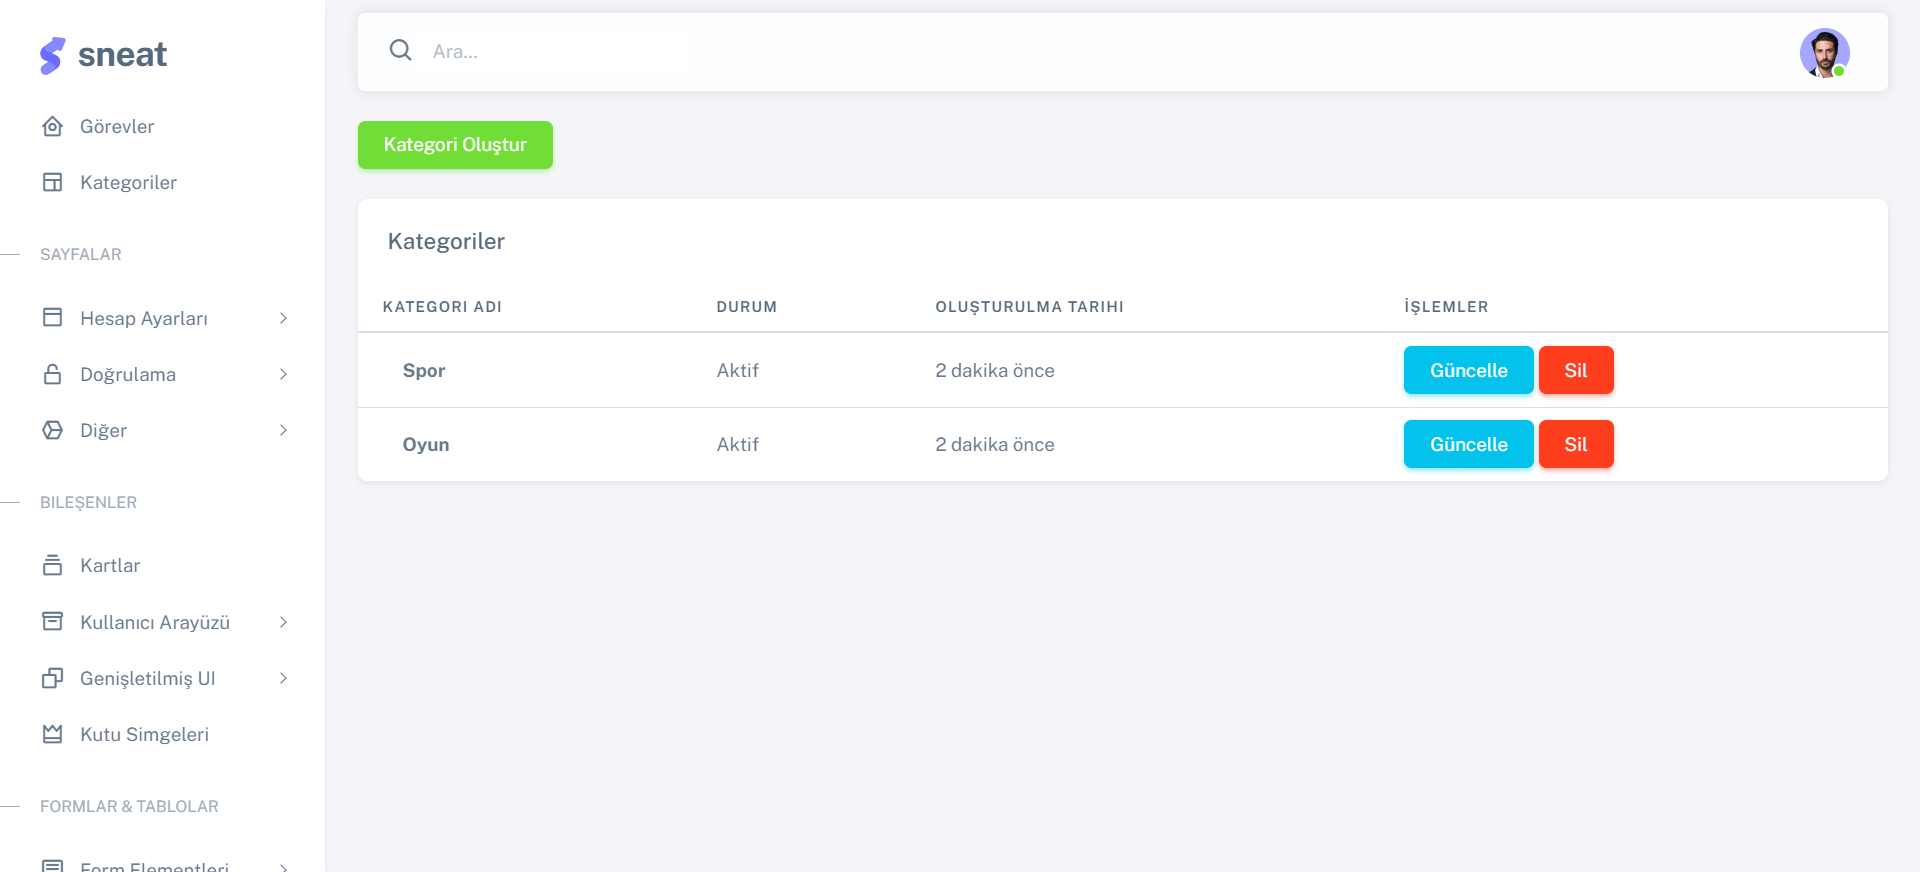 sneat
Görevler
Kategoriler
SAYFALAR
Hesap Ayarları
Doğrulama
Diğer
BILEŞENLER
Kartlar
Kullanıcı Arayüzü
Genişletilmiş UI
Kutu Simgeleri
FORMLAR & TABLOLAR
Form Elementleri
Ara...
Kategori Oluştur
Kategoriler
KATEGORI ADI DURUM OLUŞTURULMA TARIHI İŞLEMLER
Spor Aktif 2 dakika önce Güncelle Sil
Oyun Aktif 2 dakika önce Güncelle Sil